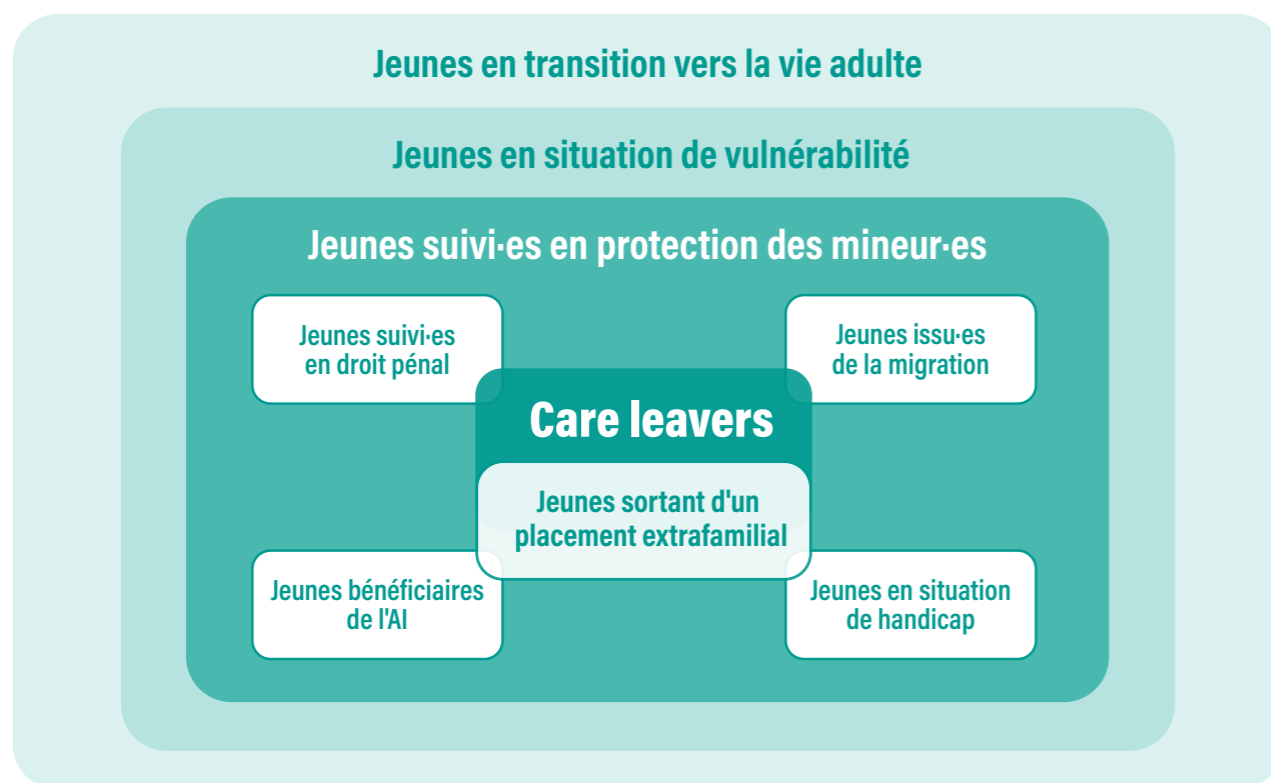 Jeunes en transition vers la vie adulte
Jeunes en situation de vulnérabilité
Jeunes suivi·es en protection des mineur·es
Jeunes suivi·es
en droit pénal
Jeunes issu·es
de la migration
Care leavers
Jeunes sortant d'un
placement extrafamilial
Jeunes bénéficiaires
de l'AI
Jeunes en situation
de handicap